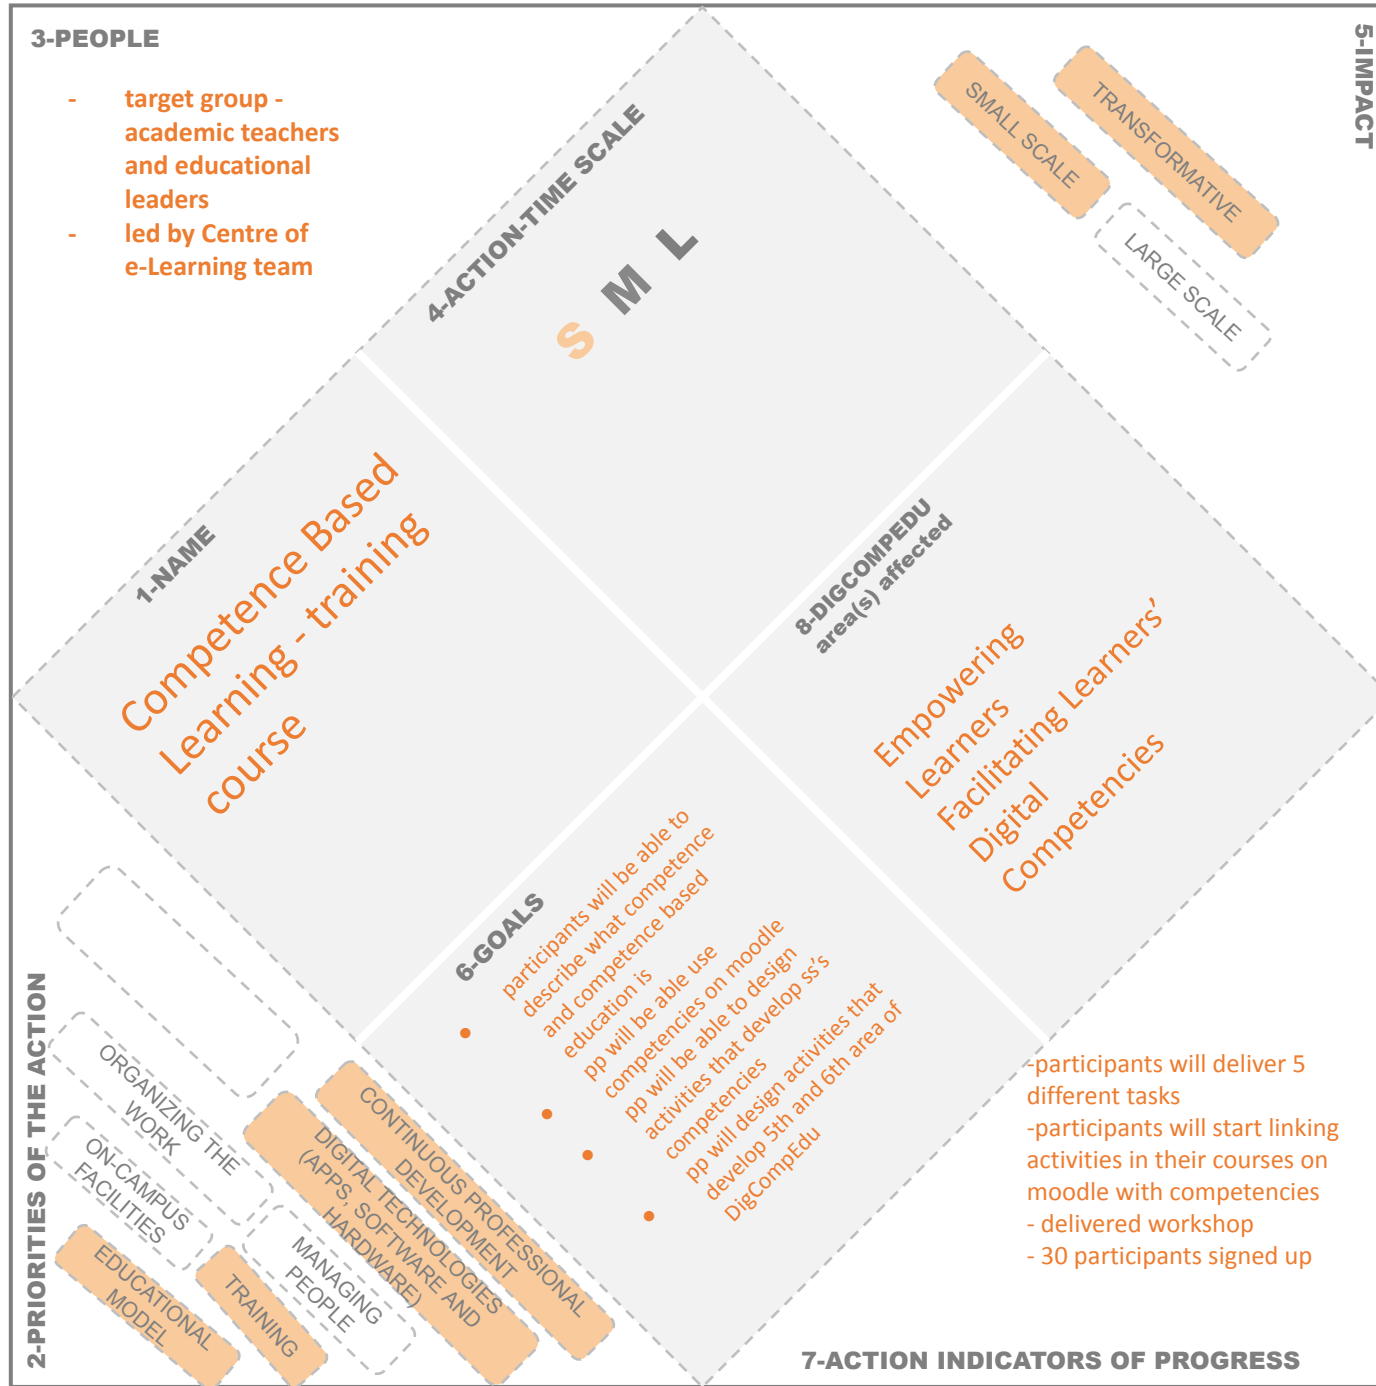 3-PEOPLE
- target group -
academic teachers
and educational
leaders
- led by Centre of
e-Learning team
4-ACTION-TIME SCALE
S M L
5-IMPACT
SMALL SCALE
TRANSFORMATIVE
LARGE SCALE
1-NAME
Competence Based
Learning - training
course
8-DIGCOMPEDU
area(s) affected
Empowering
Learners
Facilitating Learners’
Digital
Competencies
6-GOALS
• participants will be able to
describe what competence
and competence based
education is
• pp will be able use
competencies on moodle
• pp will be able to design
activities that develop ss’s
competencies
• pp will design activities that
develop 5th and 6th area of
DigCompEdu
2-PRIORITIES OF THE ACTION
ORGANIZING THE
WORK
ON-CAMPUS
FACILITIES
EDUCATIONAL
MODEL
TRAINING
MANAGING
PEOPLE
DIGITAL TECHNOLOGIES
(APPS, SOFTWARE AND
HARDWARE)
CONTINUOUS PROFESSIONAL
DEVELOPMENT
-participants will deliver 5
different tasks
-participants will start linking
activities in their courses on
moodle with competencies
- delivered workshop
- 30 participants signed up
7-ACTION INDICATORS OF PROGRESS